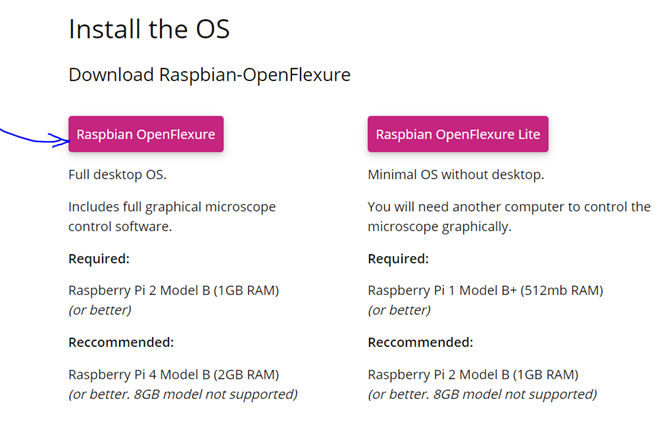 Install the OS
Download Raspbian-OpenFlexure
Raspbian OpenFlexure
Full desktop OS.
Includes full graphical microscope
control software.
Required:
Raspberry Pi 2 Model B (1GB RAM)
(or better)
Reccommended:
Raspberry Pi 4 Model B (2GB RAM)
(or better. 8GB model not supported)
Raspbian OpenFlexure Lite
Minimal OS without desktop.
You will need another computer to control the
microscope graphically.
Required:
Raspberry Pi 1 Model B+ (512mb RAM)
(or better)
Reccommended:
Raspberry Pi 2 Model B (1GB RAM)
(or better. 8GB model not supported)